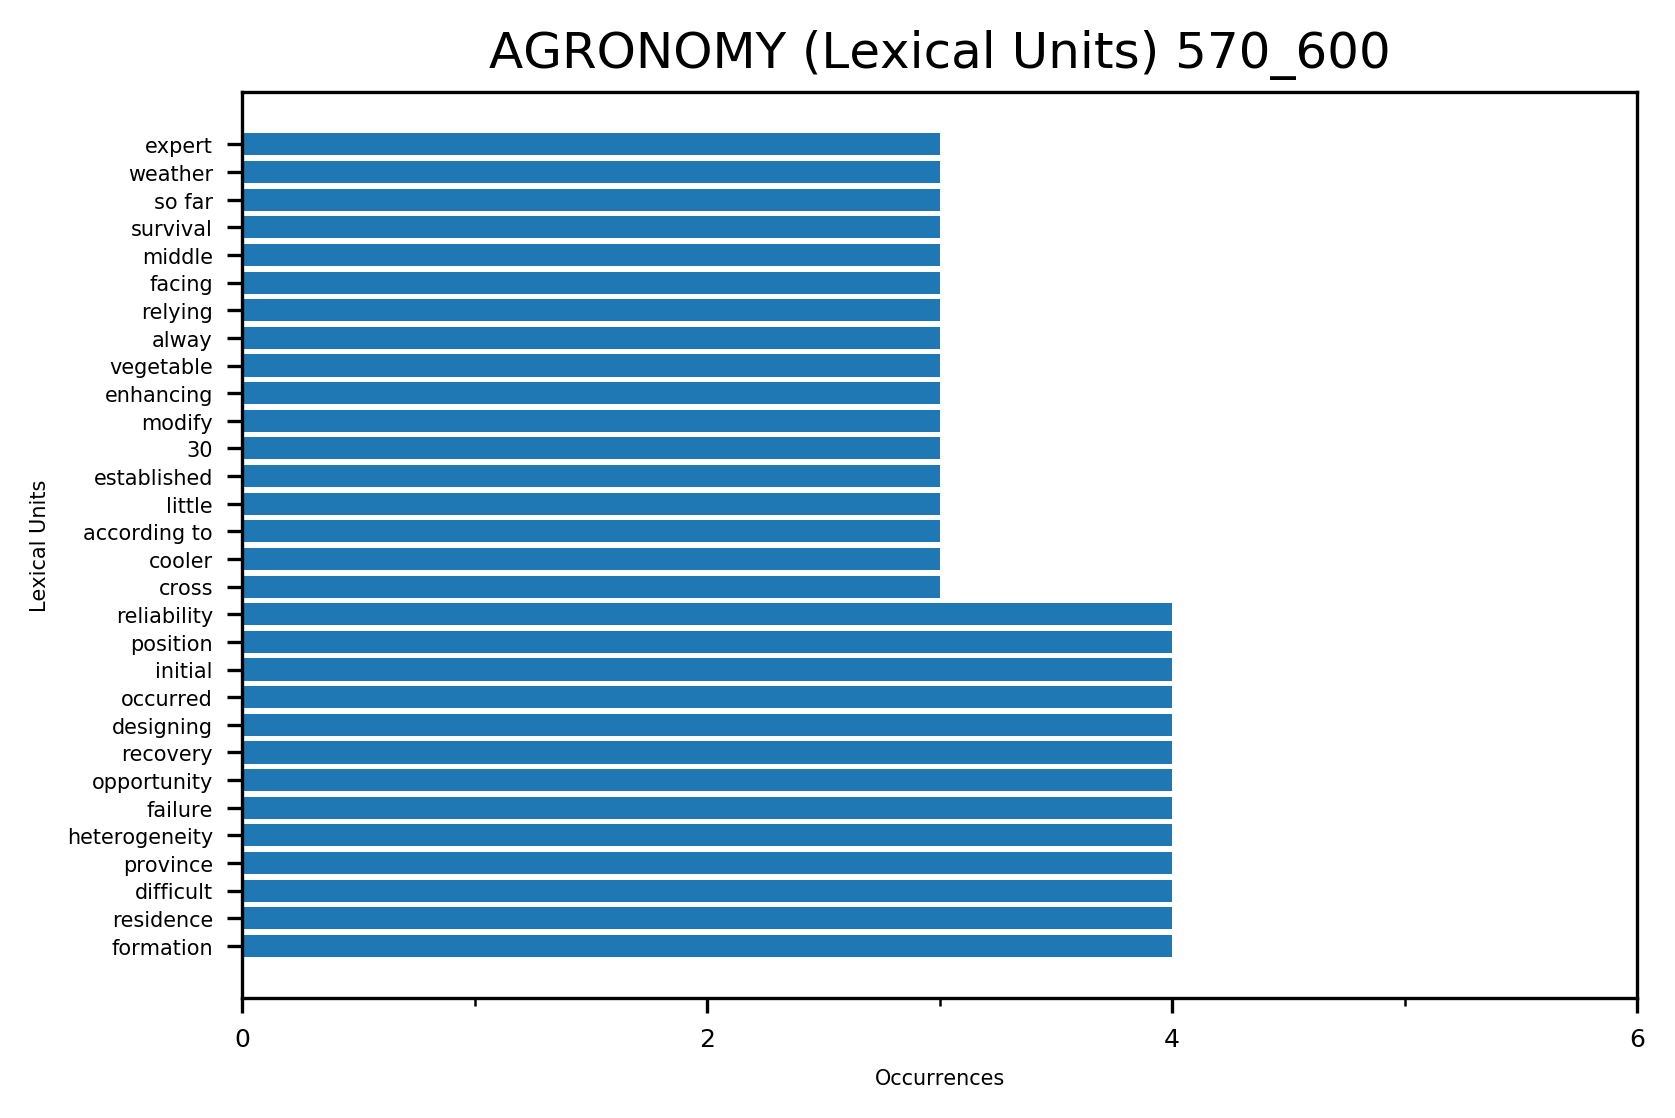 AGRONOMY (Lexical Units) 570_600
expert
weather
so far
survival
middle
facing
relying
alway
vegetable
enhancing
modify
30
established
little
according to
cooler
cross
reliability
position
initial
occurred
designing
recovery
opportunity
failure
heterogeneity
province
difficult
residence
formation
Lexical Units
0 2 4 6
Occurrences